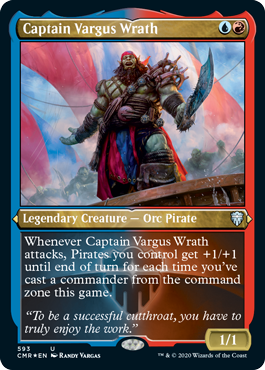 Captain Vargus Wrath
Legendary Creature — Orc Pirate
Whenever Captain Vargus Wrath
attacks, Pirates you control get +1/+1
until end of turn for each time you've
cast a commander from the command
zone this game.
"To be a successful cutthroat, you have to
truly enjoy the work."
1/1
593 U
CMR★EN Randy Vargas
™ & © 2020 Wizards of the Coast